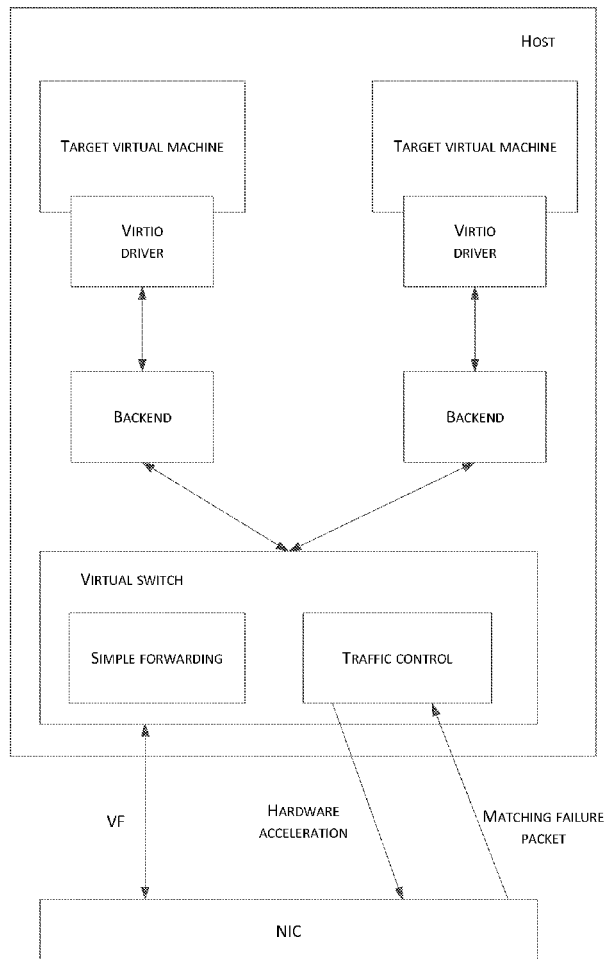 HOST
TARGET VIRTUAL MACHINE
TARGET VIRTUAL MACHINE
VIRTIO
DRIVER
VIRTIO
DRIVER
BACKEND
BACKEND
VIRTUAL SWITCH
SIMPLE FORWARDING
TRAFFIC CONTROL
VF
HARDWARE
ACCELERATION
MATCHING FAILURE
PACKET
NIC